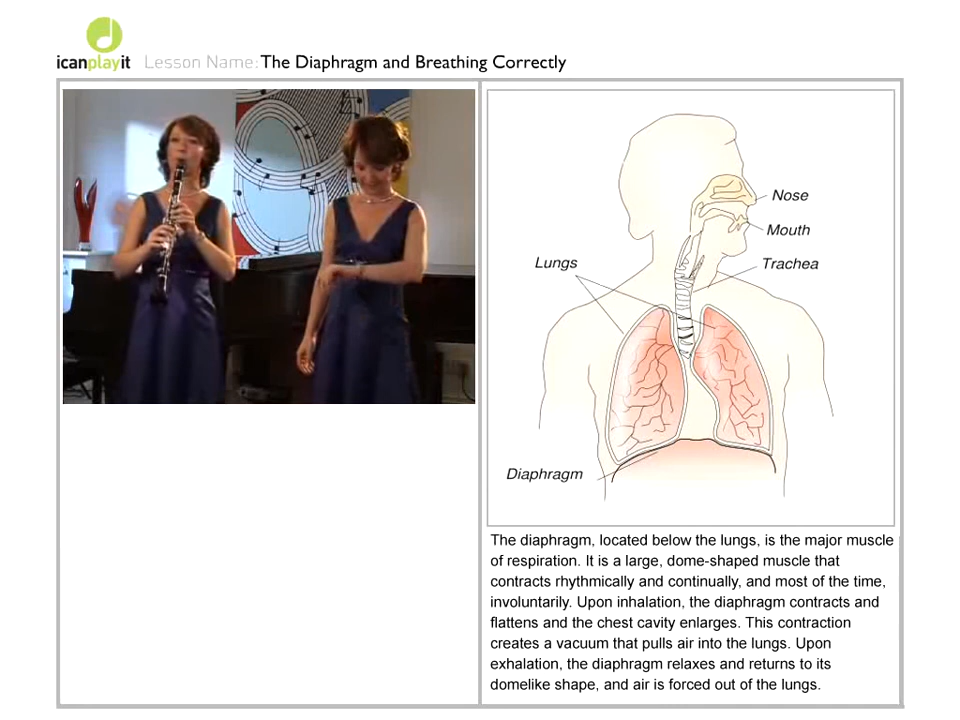 icanplayit Lesson Name: The Diaphragm and Breathing Correctly
Nose
Mouth
Lungs
Trachea
Diaphragm
The diaphragm, located below the lungs, is the major muscle
of respiration. It is a large, dome-shaped muscle that
contracts rhythmically and continually, and most of the time,
involuntarily. Upon inhalation, the diaphragm contracts and
flattens and the chest cavity enlarges. This contraction
creates a vacuum that pulls air into the lungs. Upon
exhalation, the diaphragm relaxes and returns to its
domelike shape, and air is forced out of the lungs.